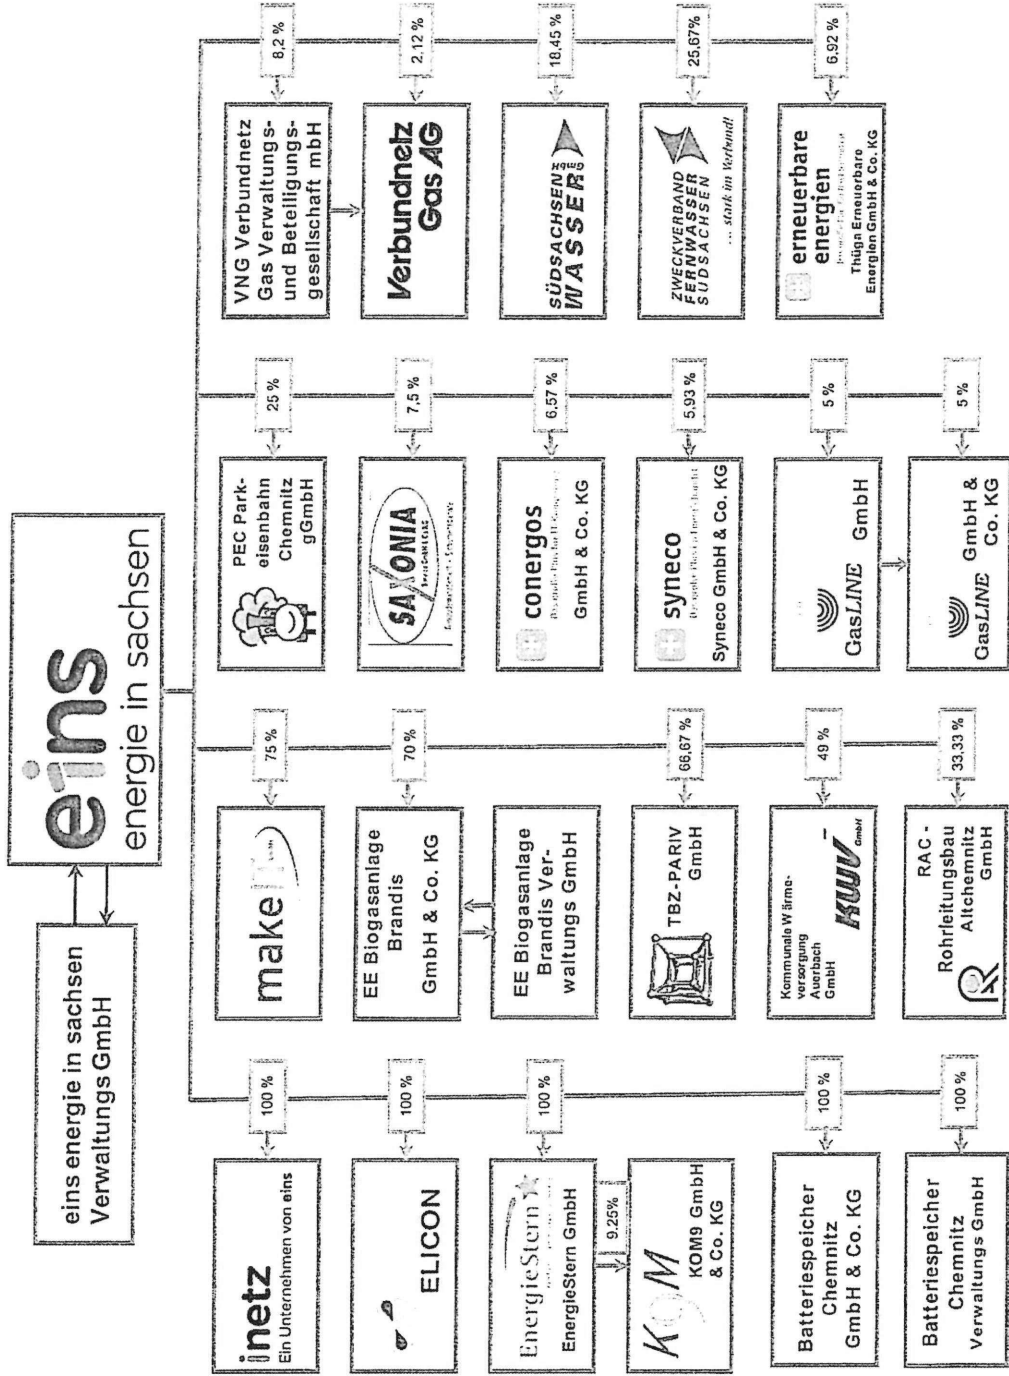 eins energie in sachsen
Verwaltungs GmbH
eins
energie in sachsen
inetz
Ein Unternehmen von eins
100 %
ELICON
100 %
EnergieStern
EnergieStern GmbH
100 %
9.25%
KOM9 GmbH
& Co. KG
Batteriespeicher
Chemnitz
GmbH & Co. KG
100 %
Batteriespeicher
Chemnitz
Verwaltungs GmbH
100 %
make
75 %
EE Biogasanlage
Brandis
GmbH & Co. KG
70 %
EE Biogasanlage
Brandis Ver-
waltungs GmbH
TBZ-PARIV
GmbH
66,67 %
Kommunale Wärme-
versorgung
Auerbach
GmbH
KWV GmbH
49 %
RAC -
Rohrleitungsbau
Altchemnitz
GmbH
33,33 %
PEC Park-
eisenbahn
Chemnitz
gGmbH
25 %
SAXONIA
7,5 %
conergos
GmbH & Co. KG
6,57 %
syneco
Syneco GmbH & Co. KG
5,93 %
GasLINE GmbH
5 %
GasLINE GmbH &
Co. KG
5 %
VNG Verbundnetz
Gas Verwaltungs-
und Beteiligungs-
gesellschaft mbH
8,2 %
Verbundnetz
Gas AG
2,12 %
SÜDSACHSEN
WASSER GmbH
18,45 %
ZWECKVERBAND
FERNWASSER
SÜDSACHSEN
... stark im Verbund!
25,67%
erneuerbare
energien
Thüga Erneuerbare
Energien GmbH & Co. KG
6,92 %